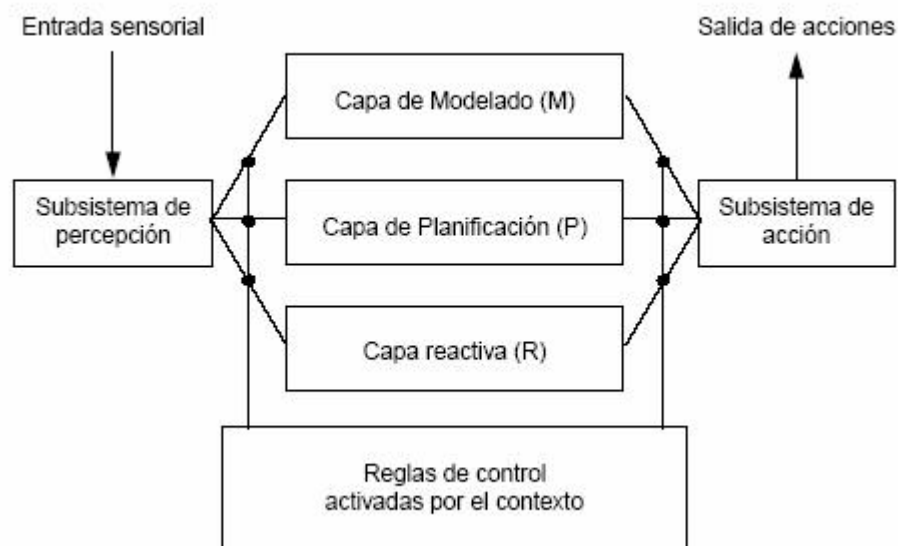 Entrada sensorial
Salida de acciones
Capa de Modelado (M)
Subsistema de
percepción
Capa de Planificación (P)
Subsistema de
acción
Capa reactiva (R)
Reglas de control
activadas por el contexto